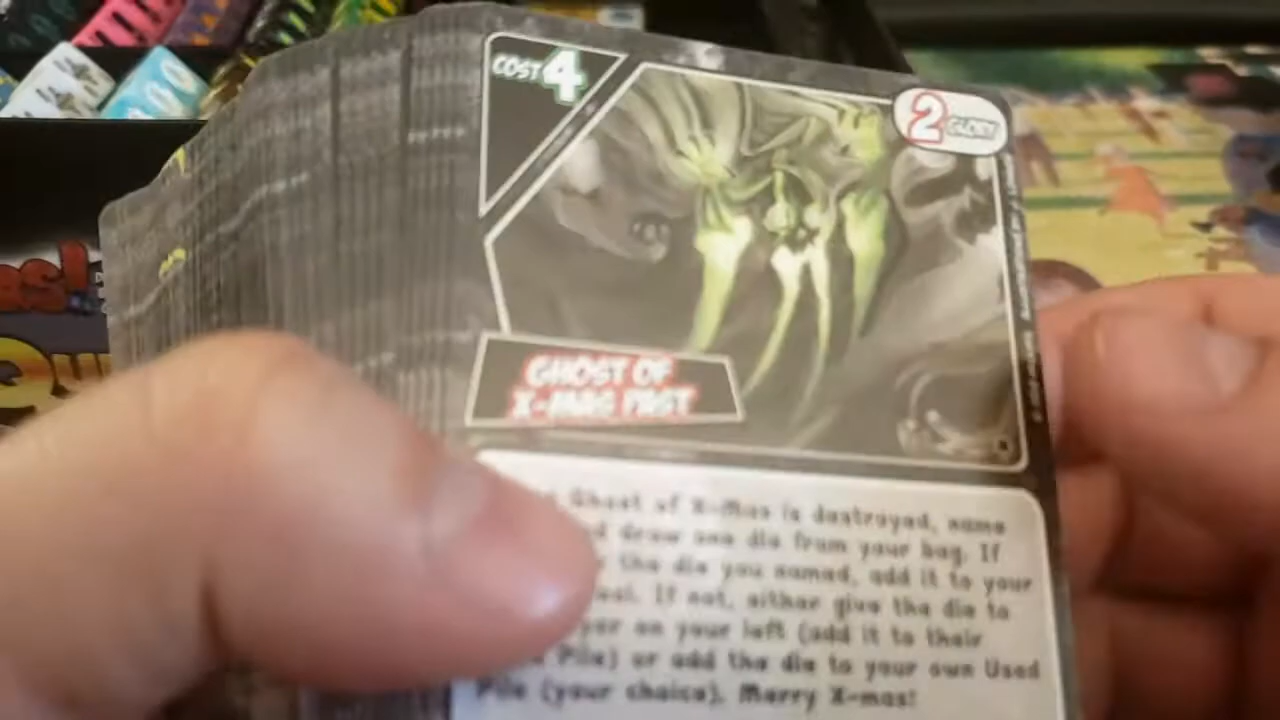 COST 4
2 GLORY
GHOST OF
X-MAS PAST
Ghost of X-Mas is destroyed, name
draw one die from your bag. If
the die you named, add it to your
If not, either give the die to
on your left (add it to their
Pile) or add the die to your own Used
Pile (your choice). Merry X-mas!